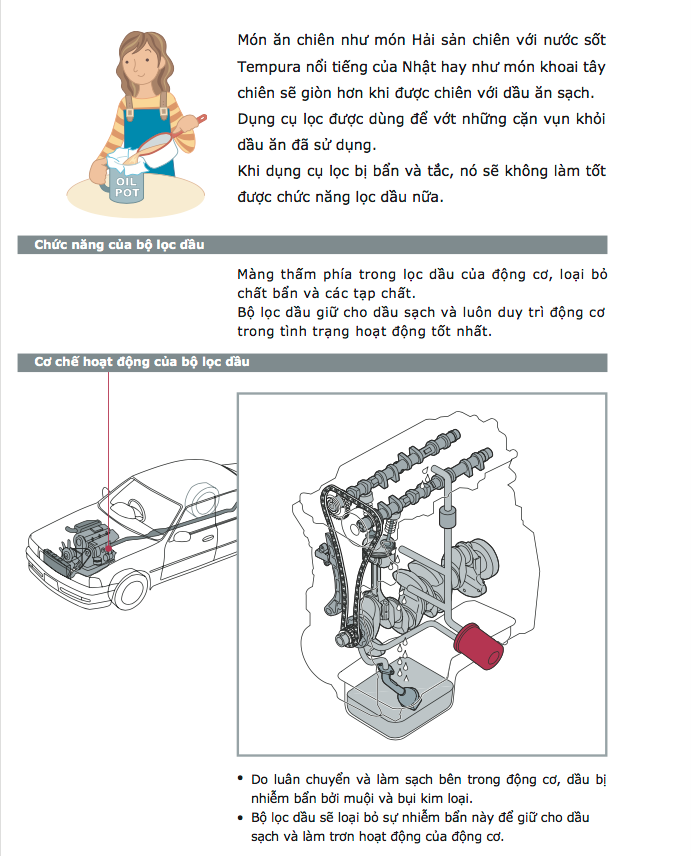 Món ăn chiên như món Hải sản chiên với nước sốt
Tempura nổi tiếng của Nhật hay như món khoai tây
chiên sẽ giòn hơn khi được chiên với dầu ăn sạch.
Dụng cụ lọc được dùng để vớt những cặn vụn khỏi
dầu ăn đã sử dụng.
Khi dụng cụ lọc bị bẩn và tắc, nó sẽ không làm tốt
được chức năng lọc dầu nữa.
OIL
POT
Chức năng của bộ lọc dầu
Màng thấm phía trong lọc dầu của động cơ, loại bỏ
chất bẩn và các tạp chất.
Bộ lọc dầu giữ cho dầu sạch và luôn duy trì động cơ
trong tình trạng hoạt động tốt nhất.
Cơ chế hoạt động của bộ lọc dầu
• Do luân chuyển và làm sạch bên trong động cơ, dầu bị
nhiễm bẩn bởi muội và bụi kim loại.
• Bộ lọc dầu sẽ loại bỏ sự nhiễm bẩn này để giữ cho dầu
sạch và làm trơn hoạt động của động cơ.